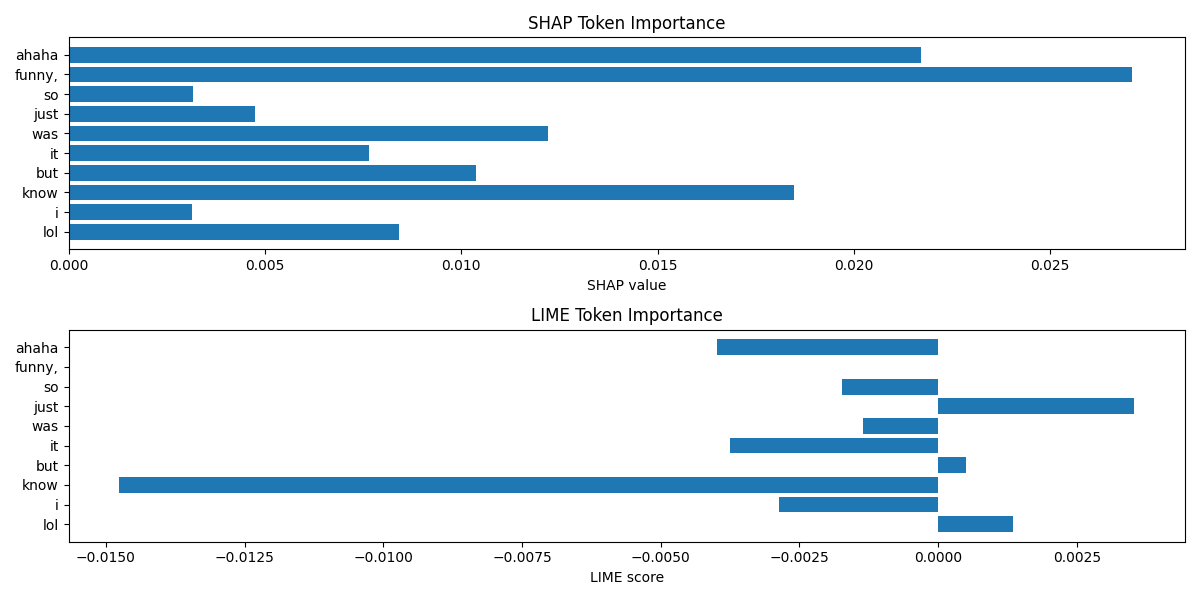 SHAP Token Importance
ahaha
funny,
so
just
was
it
but
know
i
lol
0.000 0.005 0.010 0.015 0.020 0.025
SHAP value
LIME Token Importance
ahaha
funny,
so
just
was
it
but
know
i
lol
−0.0150 −0.0125 −0.0100 −0.0075 −0.0050 −0.0025 0.0000 0.0025
LIME score